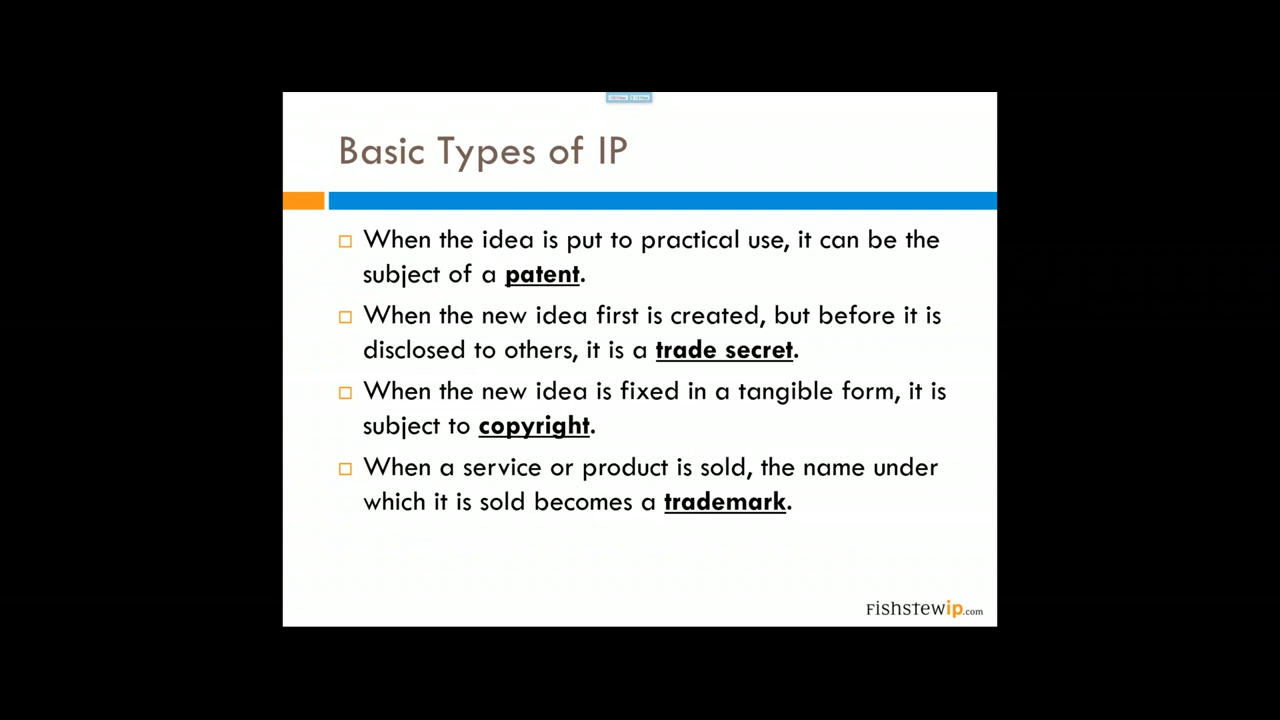 Basic Types of IP
When the idea is put to practical use, it can be the
subject of a patent.
When the new idea first is created, but before it is
disclosed to others, it is a trade secret.
When the new idea is fixed in a tangible form, it is
subject to copyright.
When a service or product is sold, the name under
which it is sold becomes a trademark.
Fishstewip.com